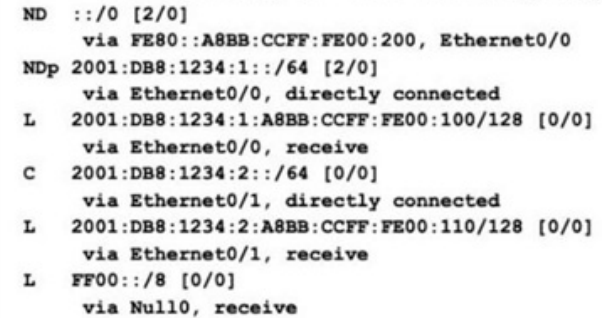 ND ::/0 [2/0]
via FE80::A8BB:CCFF:FE00:200, Ethernet0/0
NDp 2001:DB8:1234:1::/64 [2/0]
via Ethernet0/0, directly connected
L 2001:DB8:1234:1:A8BB:CCFF:FE00:100/128 [0/0]
via Ethernet0/0, receive
C 2001:DB8:1234:2::/64 [0/0]
via Ethernet0/1, directly connected
L 2001:DB8:1234:2:A8BB:CCFF:FE00:110/128 [0/0]
via Ethernet0/1, receive
L FF00::/8 [0/0]
via Null0, receive